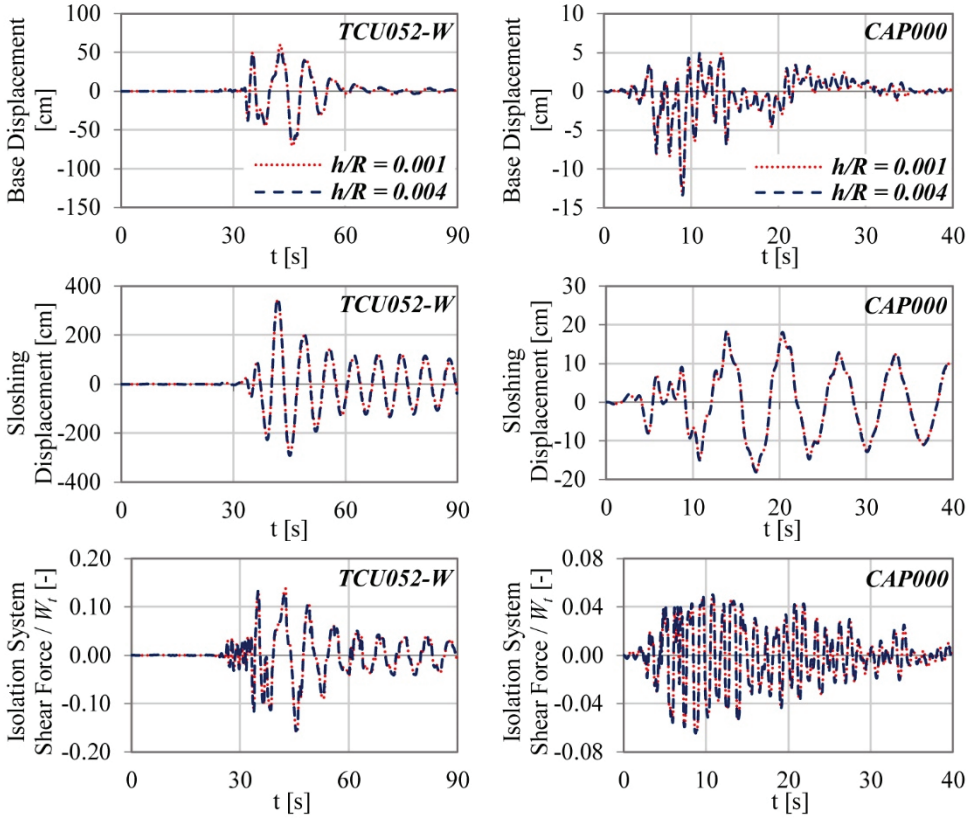 TCU052-W
Base Displacement
[cm]
100
50
0
-50
-100
-150
h/R = 0.001
h/R = 0.004
0 30 60 90
t [s]
CAP000
Base Displacement
[cm]
10
5
0
-5
-10
-15
h/R = 0.001
h/R = 0.004
0 10 20 30 40
t [s]
TCU052-W
Sloshing
Displacement [cm]
400
200
0
-200
-400
0 30 60 90
t [s]
CAP000
Sloshing
Displacement [cm]
30
20
10
0
-10
-20
0 10 20 30 40
t [s]
TCU052-W
Isolation System
Shear Force / Wt [-]
0.20
0.10
0.00
-0.10
-0.20
0 30 60 90
t [s]
CAP000
Isolation System
Shear Force / Wt [-]
0.08
0.04
0.00
-0.04
-0.08
0 10 20 30 40
t [s]